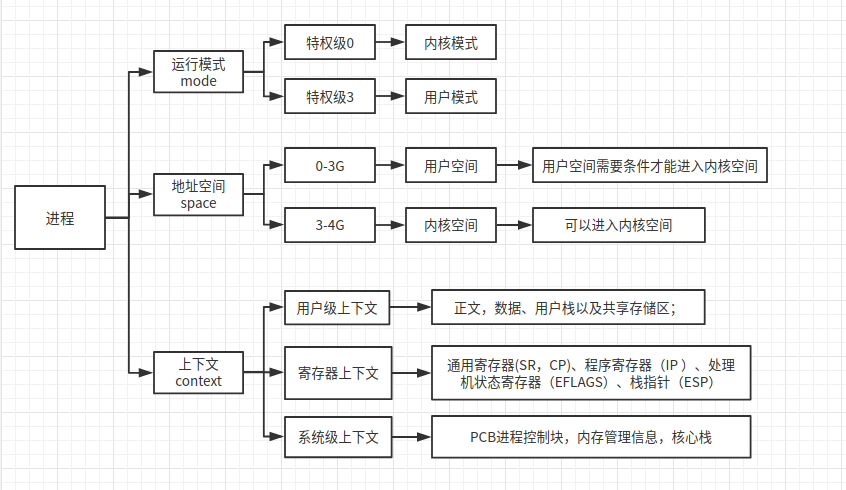 进程
运行模式
mode
特权级0
内核模式
特权级3
用户模式
地址空间
space
0-3G
用户空间
用户空间需要条件才能进入内核空间
3-4G
内核空间
可以进入内核空间
上下文
context
用户级上下文
正文，数据、用户栈以及共享存储区；
寄存器上下文
通用寄存器(SR，CP)、程序寄存器（IP ）、处理
机状态寄存器（EFLAGS）、栈指针（ESP）
系统级上下文
PCB进程控制块，内存管理信息，核心栈